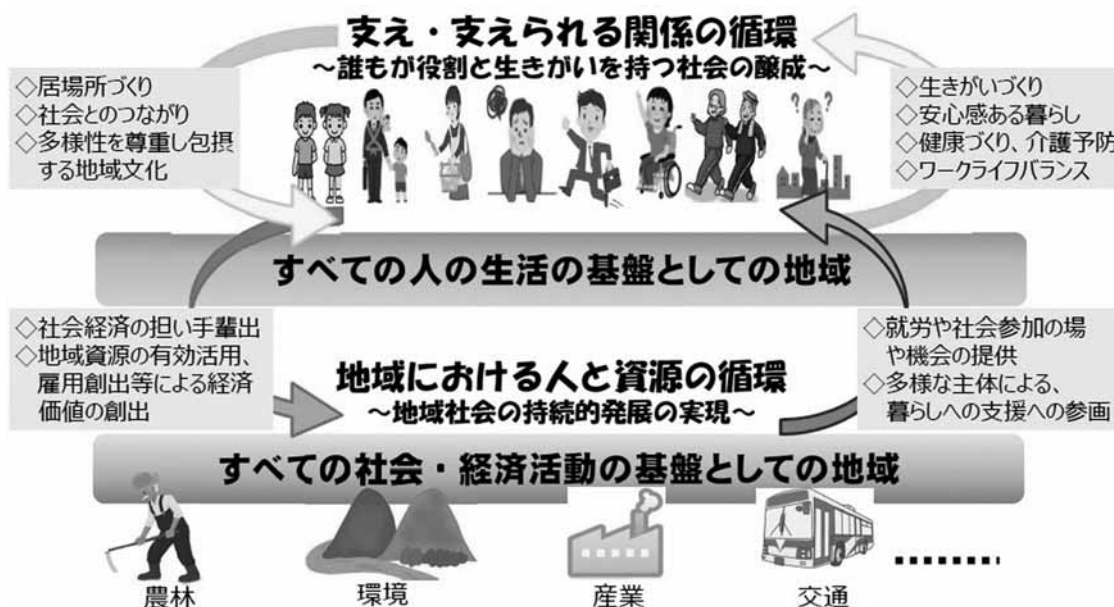 支え・支えられる関係の循環
～誰もが役割と生きがいを持つ社会の醸成～
◇居場所づくり
◇社会とのつながり
◇多様性を尊重し包摂
する地域文化
◇生きがいづくり
◇安心感ある暮らし
◇健康づくり、介護予防
◇ワークライフバランス
? ?
すべての人の生活の基盤としての地域
◇社会経済の担い手輩出
◇地域資源の有効活用、
雇用創出等による経済
価値の創出
地域における人と資源の循環
～地域社会の持続的発展の実現～
◇就労や社会参加の場
や機会の提供
◇多様な主体による、
暮らしへの支援への参画
すべての社会・経済活動の基盤としての地域
農林
環境
産業
交通